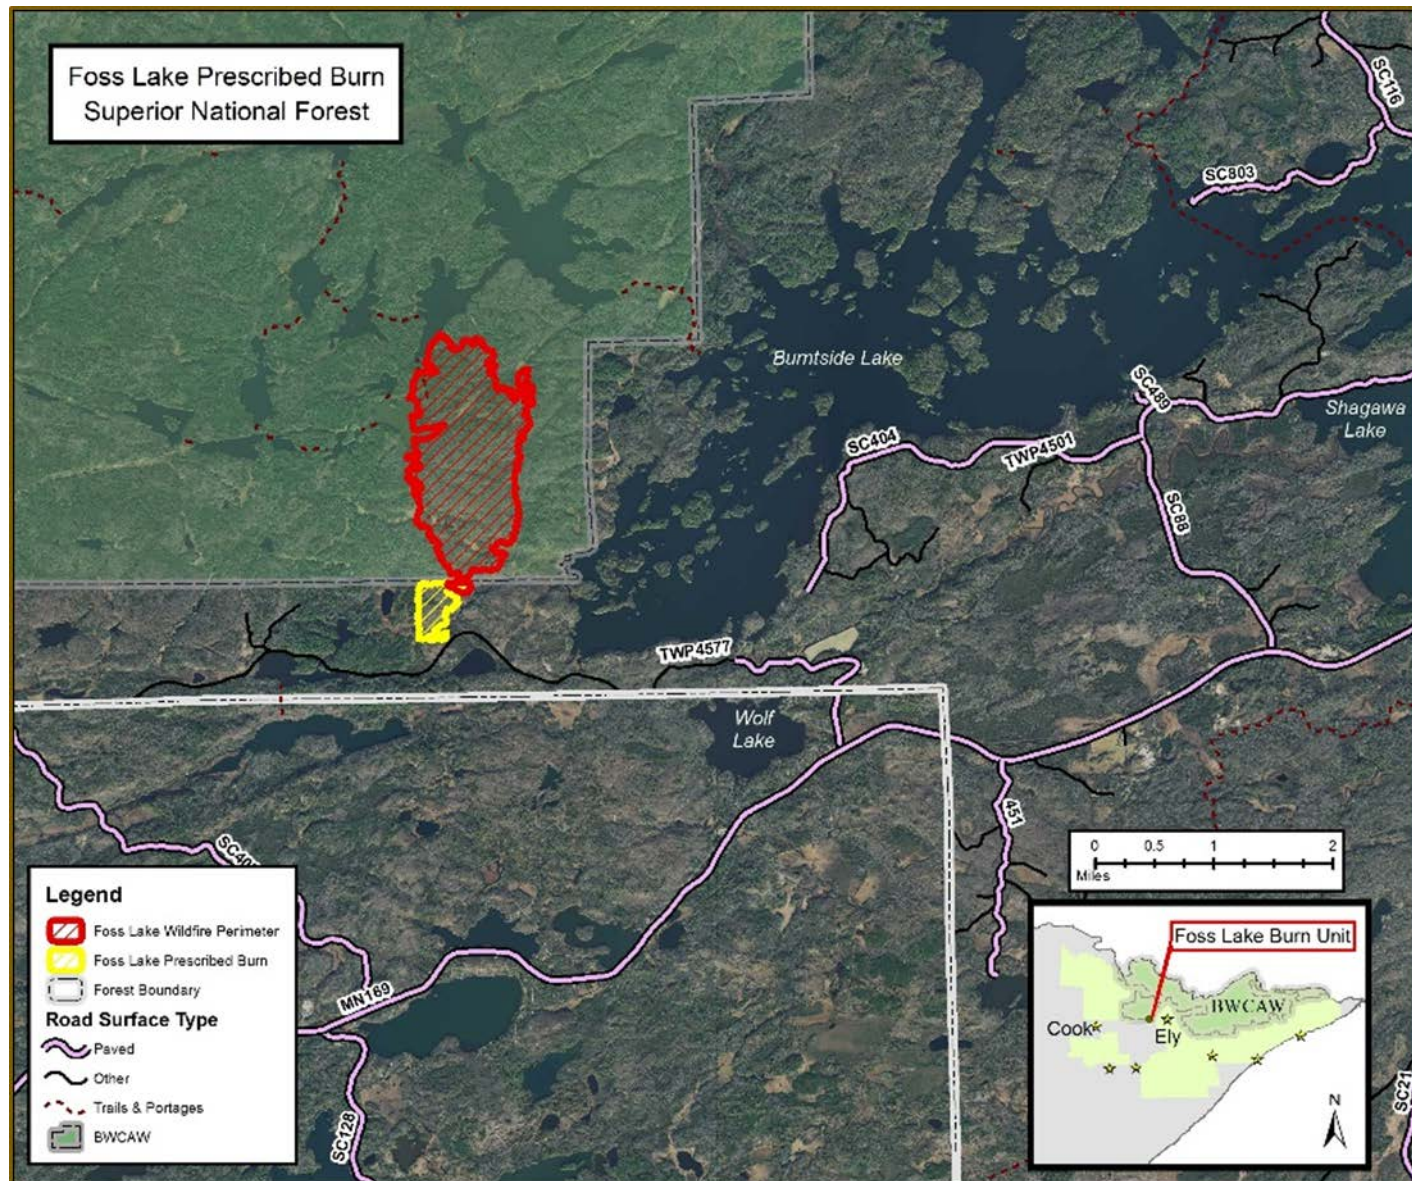 Foss Lake Prescribed Burn
Superior National Forest
SC116
SC803
Burntside Lake
SC489
Shagawa
Lake
SC404
TWP4501
SC88
TWP4577
Wolf
Lake
451
MN169
SC128
SC21
0 0.5 1 2
Miles
Legend
Foss Lake Wildfire Perimeter
Foss Lake Prescribed Burn
Forest Boundary
Road Surface Type
Paved
Other
Trails & Portages
BWCAW
Foss Lake Burn Unit
BWCAW
Cook
Ely
N